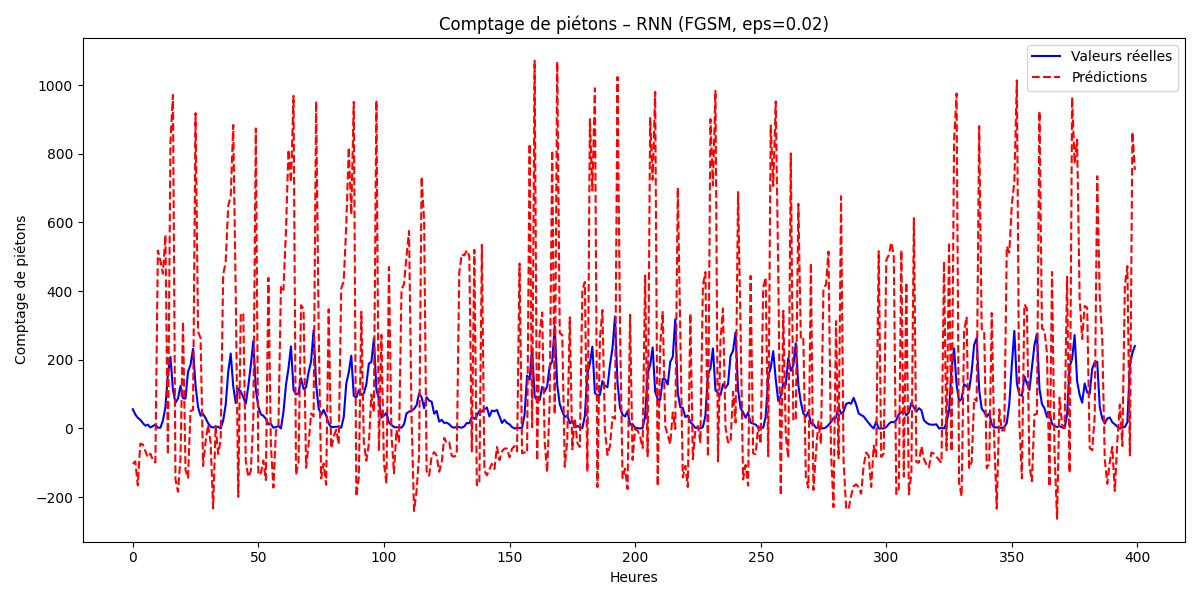 Comptage de piétons – RNN (FGSM, eps=0.02)
Valeurs réelles
Prédictions
Comptage de piétons
1000
800
600
400
200
0
−200
0 50 100 150 200 250 300 350 400
Heures